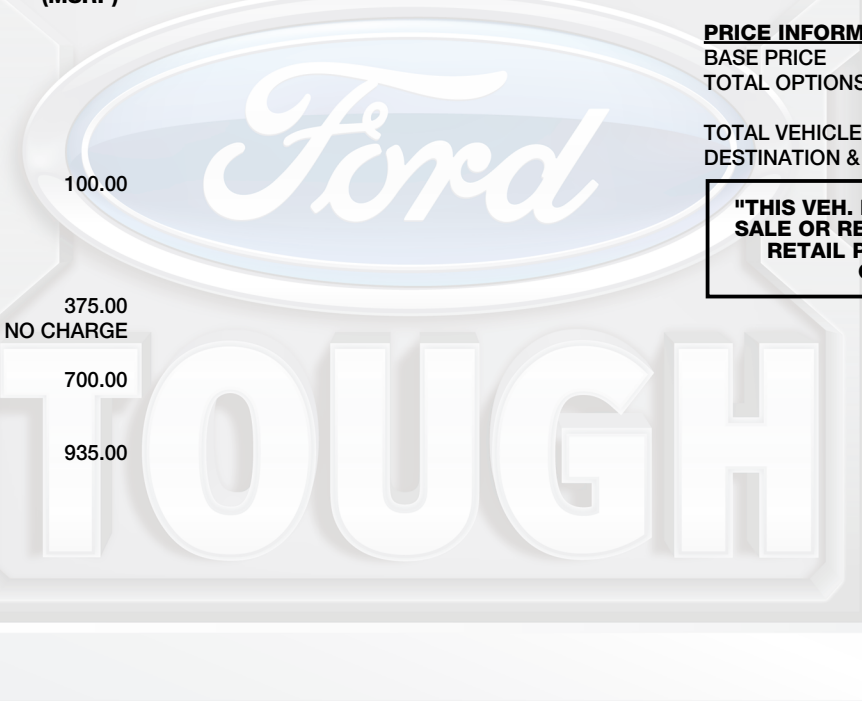 (MSRP)
100.00
375.00
NO CHARGE
700.00
935.00
Ford
TOUGH
PRICE INFORM
BASE PRICE
TOTAL OPTIONS
TOTAL VEHICLE
DESTINATION &
"THIS VEH.
SALE OR RE
RETAIL P